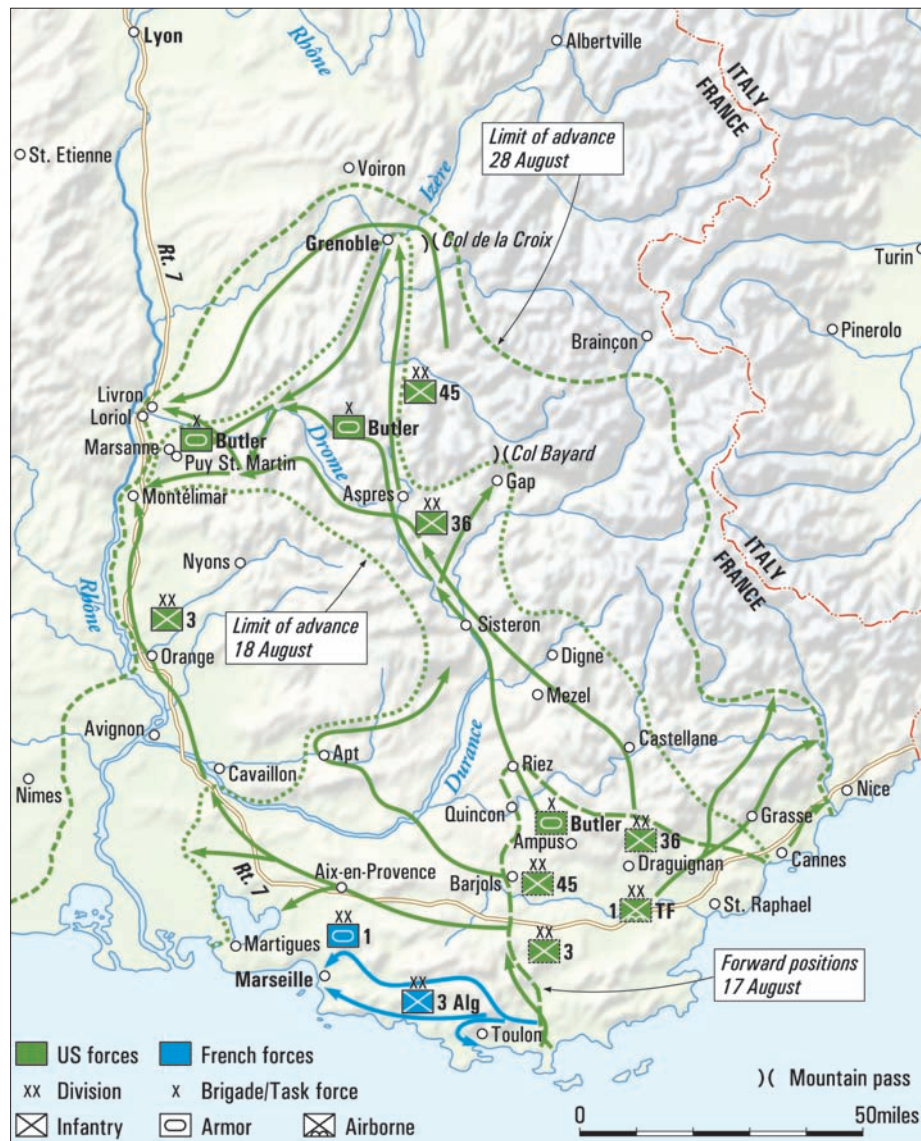 Lyon
Rhône
Albertville
ITALY
FRANCE
St. Etienne
Limit of advance
28 August
Voiron
Izère
Rt. 7
Grenoble
Col de la Croix
Turin
Pinerolo
Brainçon
XX
45
Livron
Loriol
X
Butler
X
Butler
Marsanne
Puy St. Martin
Drome
Col Bayard
Montélimar
Aspres
Gap
XX
36
Nyons
ITALY
FRANCE
Rhône
XX
3
Limit of advance
18 August
Sisteron
Orange
Digne
Mezel
Avignon
Durance
Castellane
Apt
Cavaillon
Riez
Nice
Nimes
Quincon
X
Butler
XX
36
Grasse
Ampus
Draguignan
Cannes
Rt. 7
Aix-en-Provence
Barjols
XX
45
XX
1 TF
St. Raphael
XX
1
Martigues
XX
3
Marseille
XX
3 Alg
Forward positions
17 August
Toulon
US forces
French forces
XX Division
X Brigade/Task force
Mountain pass
Infantry
Armor
Airborne
0 50miles